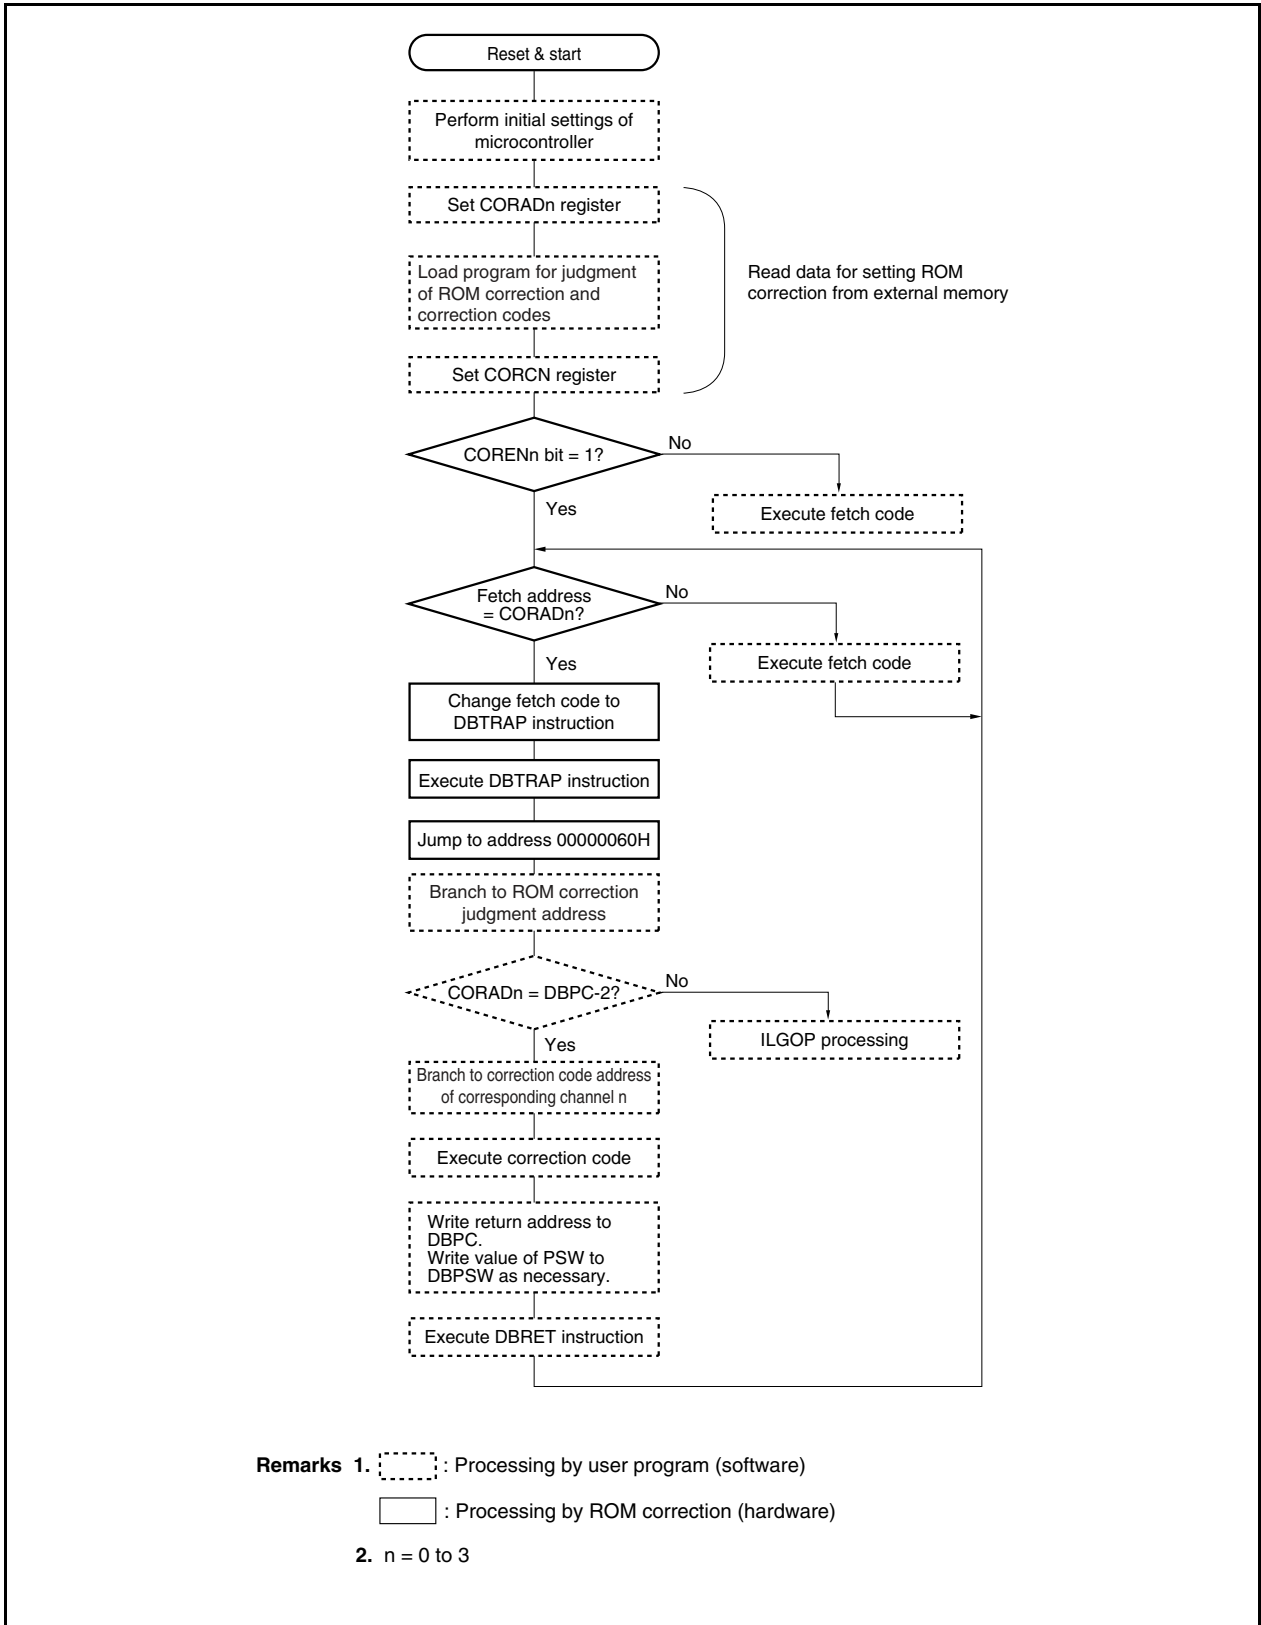 Reset & start
Perform initial settings of
microcontroller
Set CORADn register
Load program for judgment
of ROM correction and
correction codes
Read data for setting ROM
correction from external memory
Set CORCN register
CORENn bit = 1?
No
Yes
Execute fetch code
Fetch address
= CORADn?
No
Yes
Execute fetch code
Change fetch code to
DBTRAP instruction
Execute DBTRAP instruction
Jump to address 00000060H
Branch to ROM correction
judgment address
CORADn = DBPC-2?
No
Yes
ILGOP processing
Branch to correction code address
of corresponding channel n
Execute correction code
Write return address to
DBPC.
Write value of PSW to
DBPSW as necessary.
Execute DBRET instruction
Remarks 1. : Processing by user program (software)
: Processing by ROM correction (hardware)
2. n = 0 to 3